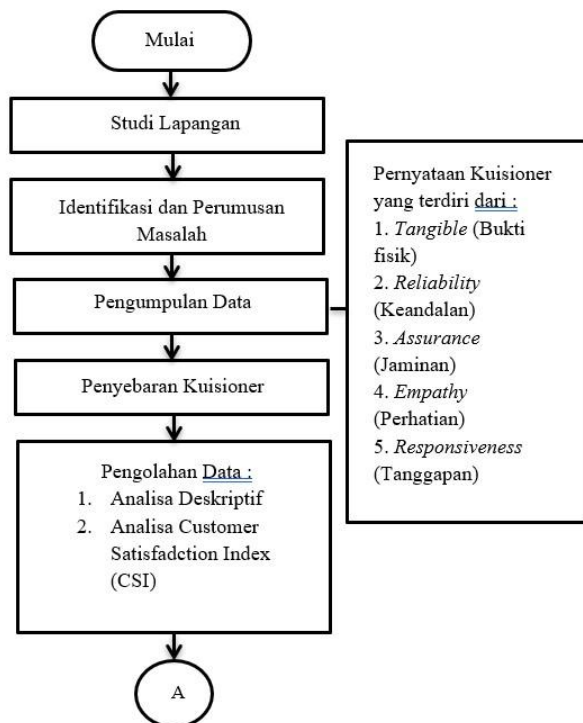 Mulai
Studi Lapangan
Identifikasi dan Perumusan
Masalah
Pengumpulan Data
Penyebaran Kuisioner
Pengolahan Data :
1. Analisa Deskriptif
2. Analisa Customer
Satisfadction Index
(CSI)
A
Pernyataan Kuisioner
yang terdiri dari :
1. Tangible (Bukti
fisik)
2. Reliability
(Keandalan)
3. Assurance
(Jaminan)
4. Empathy
(Perhatian)
5. Responsiveness
(Tanggapan)